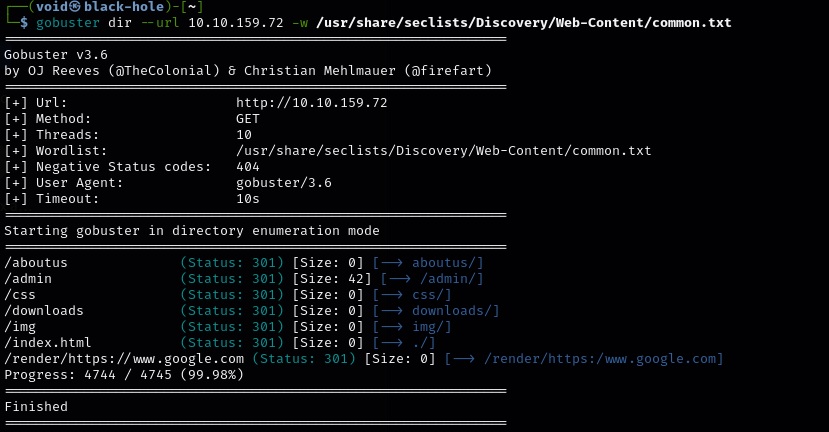 ┌──(void㉿black-hole)-[~]
└─$ gobuster dir --url 10.10.159.72 -w /usr/share/seclists/Discovery/Web-Content/common.txt
===============================================================
Gobuster v3.6
by OJ Reeves (@TheColonial) & Christian Mehlmauer (@firefart)
===============================================================
[+] Url:                     http://10.10.159.72
[+] Method:                  GET
[+] Threads:                 10
[+] Wordlist:                /usr/share/seclists/Discovery/Web-Content/common.txt
[+] Negative Status codes:   404
[+] User Agent:              gobuster/3.6
[+] Timeout:                 10s
===============================================================
Starting gobuster in directory enumeration mode
===============================================================
/aboutus              (Status: 301) [Size: 0] [--> aboutus/]
/admin                (Status: 301) [Size: 42] [--> /admin/]
/css                  (Status: 301) [Size: 0] [--> css/]
/downloads            (Status: 301) [Size: 0] [--> downloads/]
/img                  (Status: 301) [Size: 0] [--> img/]
/index.html           (Status: 301) [Size: 0] [--> ./]
/render/https://www.google.com (Status: 301) [Size: 0] [--> /render/https:/www.google.com]
Progress: 4744 / 4745 (99.98%)
===============================================================
Finished
===============================================================